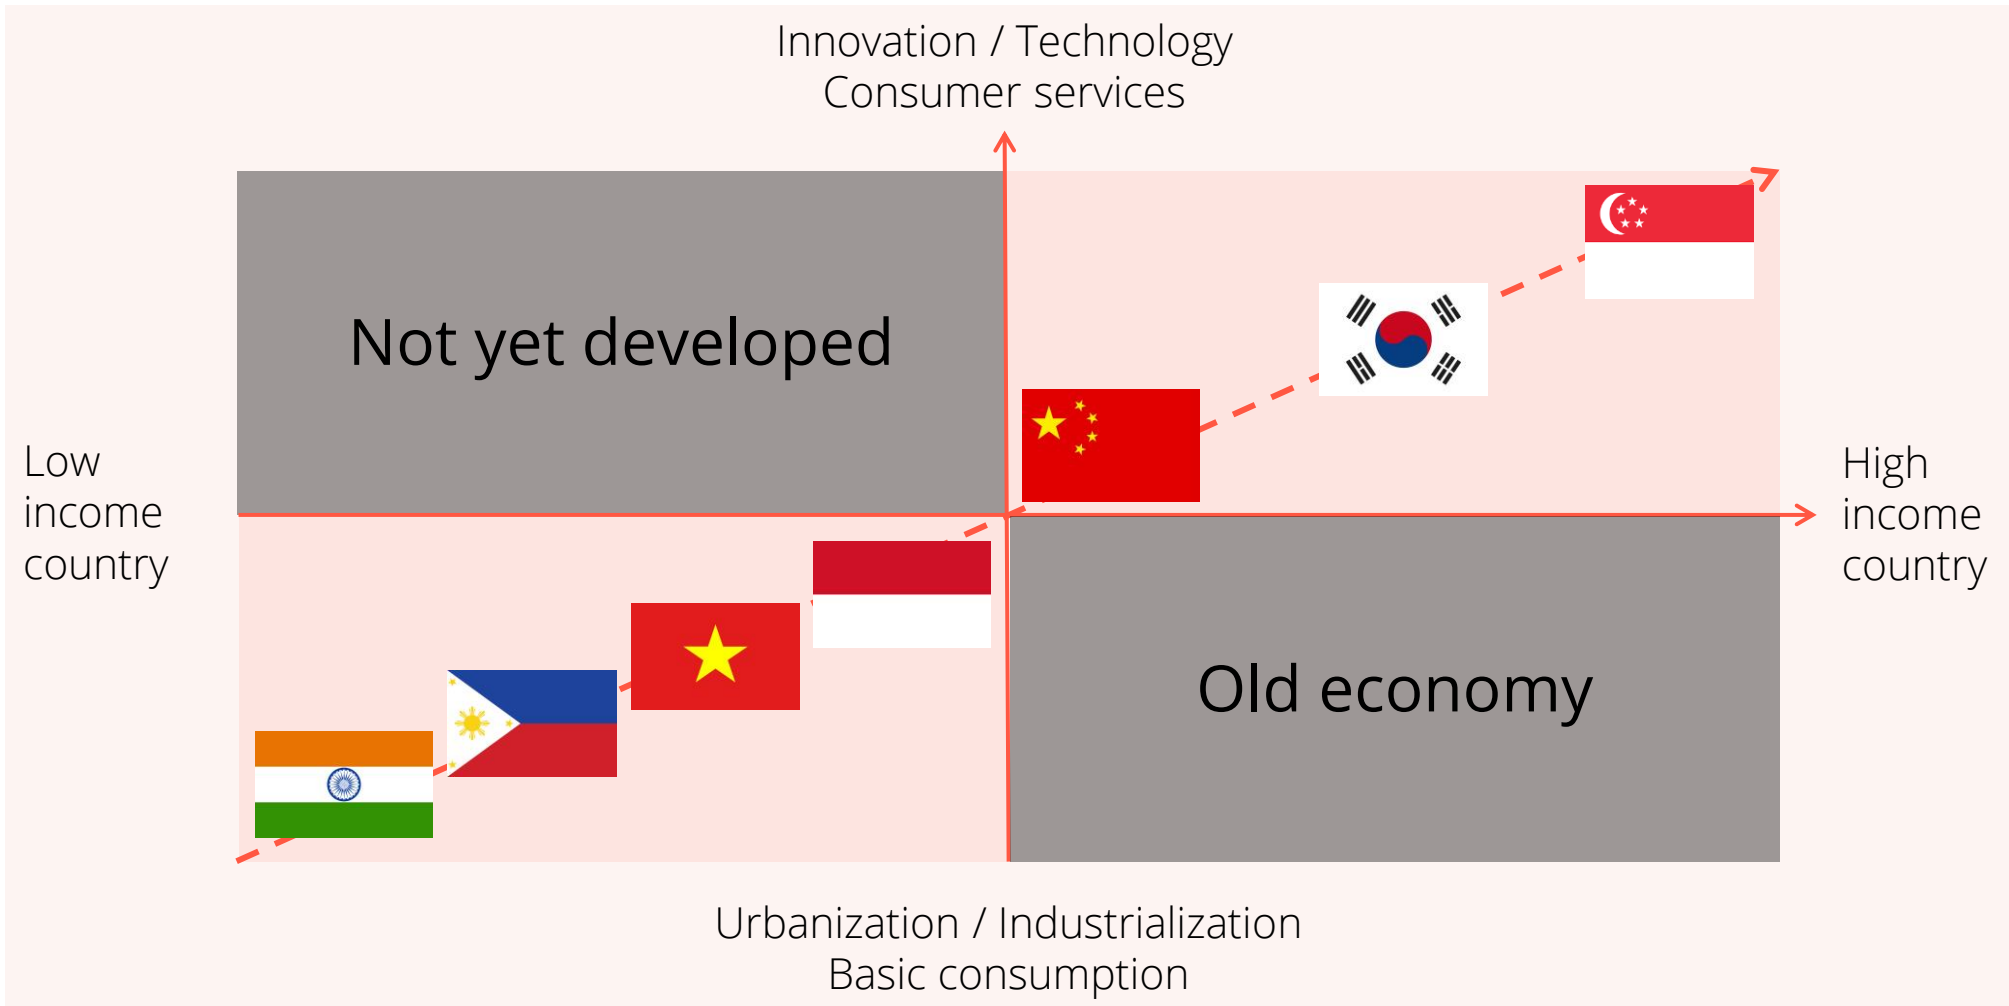 Innovation / Technology
Consumer services
Not yet developed
Low
income
country
High
income
country
Old economy
Urbanization / Industrialization
Basic consumption